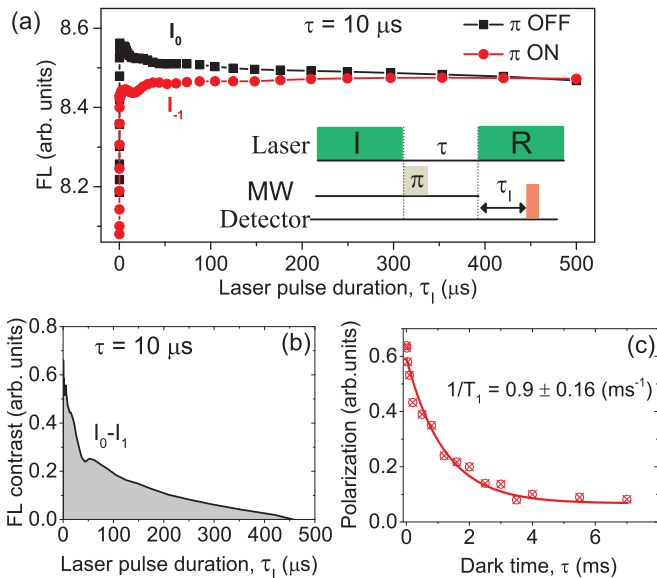 (a)
τ = 10 μs
I₀
π OFF
π ON
I₋₁
FL (arb. units)
8.6
8.4
8.2
Laser
I
τ
R
MW
π
τ_I
Detector
0 100 200 300 400 500
Laser pulse duration, τ_I (μs)
(b)
τ = 10 μs
FL contrast (arb. units)
0.8
0.6
0.4
0.2
0.0
I₀-I₁
0 100 200 300 400 500
Laser pulse duration, τ_I (μs)
(c)
Polarization (arb.units)
0.6
0.4
0.2
0.0
1/T₁ = 0.9 ± 0.16 (ms⁻¹)
0 2 4 6 8
Dark time, τ (ms)